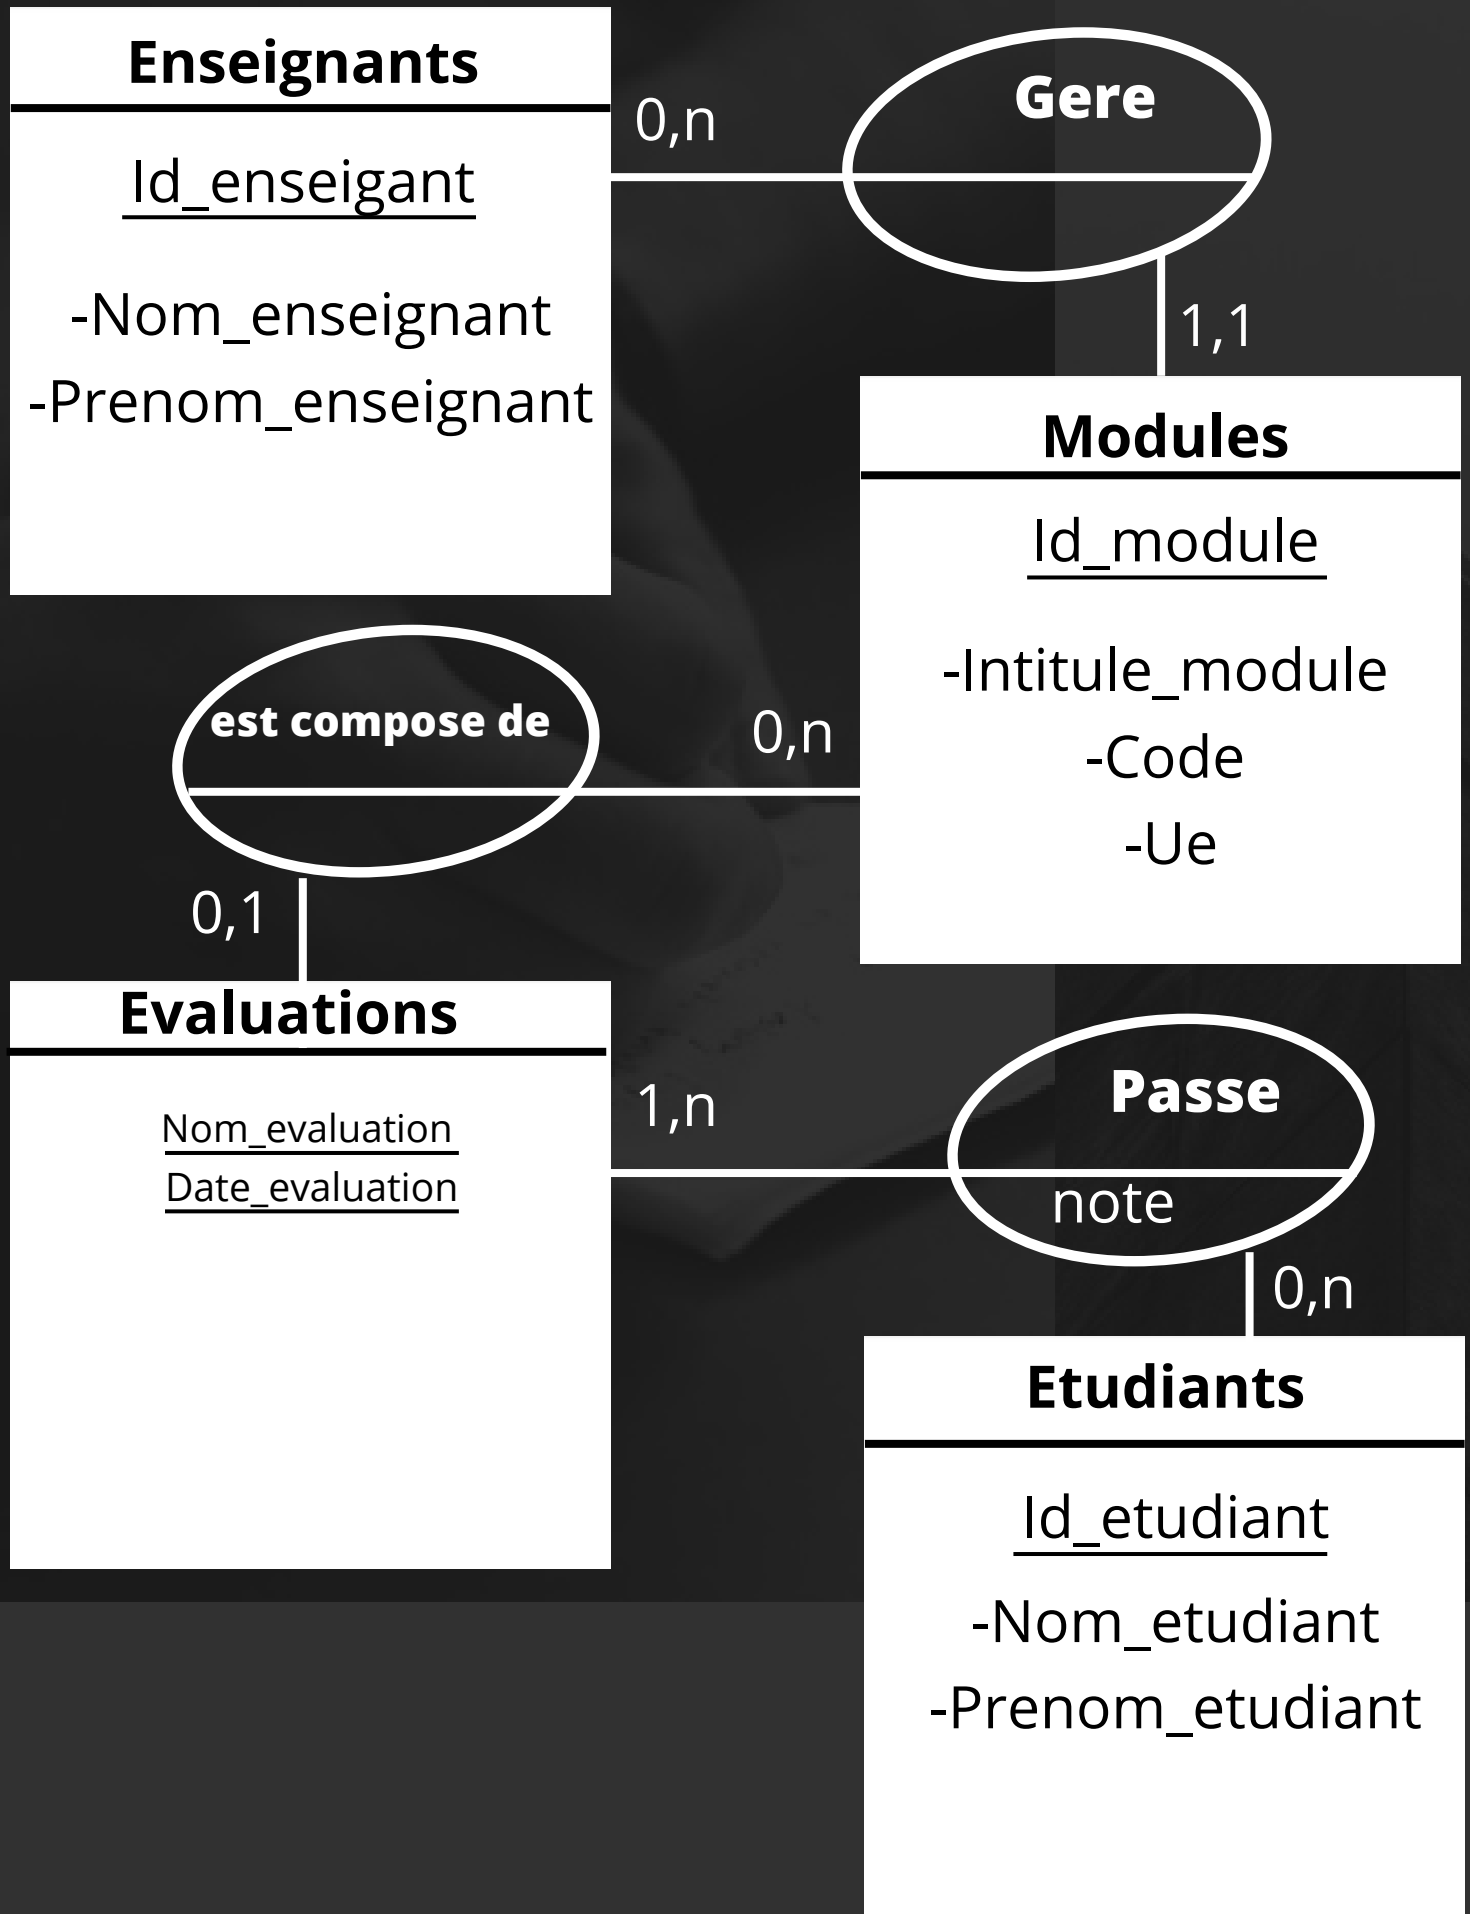 Enseignants
Id_enseigant
-Nom_enseignant
-Prenom_enseignant
0,n
Gere
1,1
Modules
Id_module
-Intitule_module
-Code
-Ue
est compose de
0,n
0,1
Evaluations
Nom_evaluation
Date_evaluation
1,n
Passe
note
0,n
Etudiants
Id_etudiant
-Nom_etudiant
-Prenom_etudiant